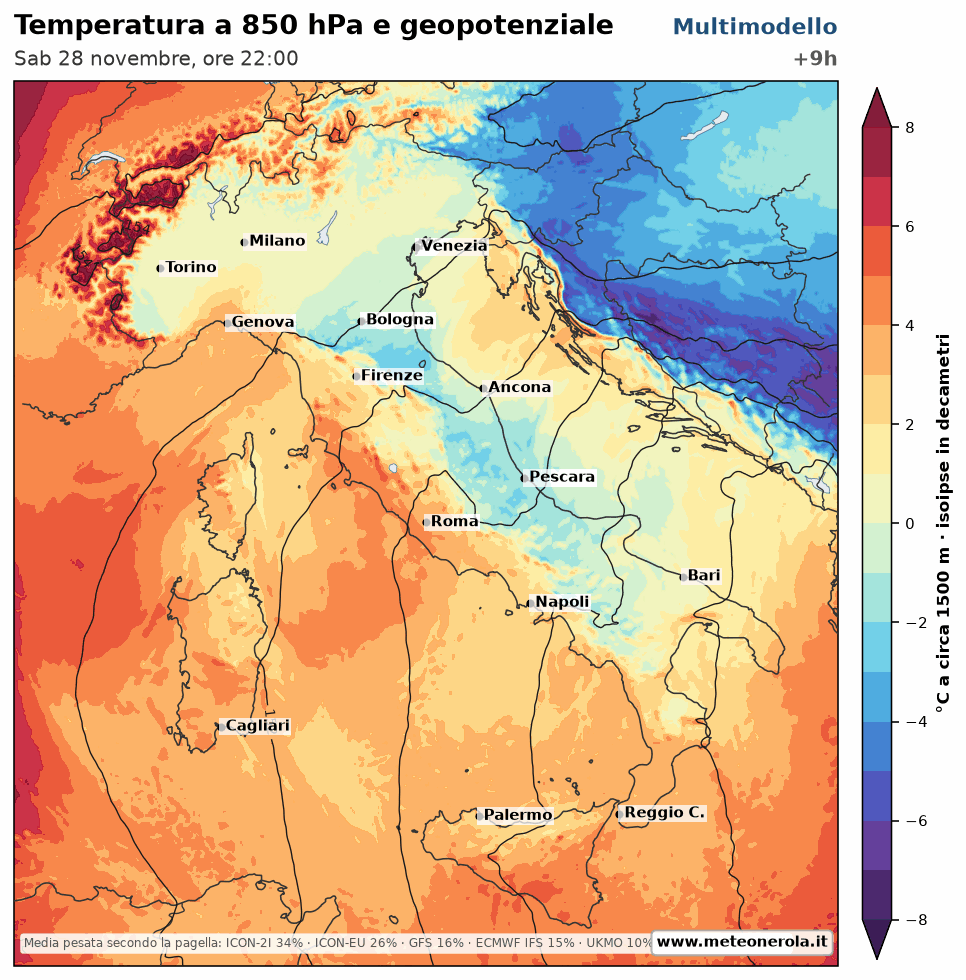 Temperatura a 850 hPa e geopotenziale
Multimodello
Sab 28 novembre, ore 22:00
+9h
Milano
Venezia
Torino
Genova
Bologna
Firenze
Ancona
Pescara
Roma
Bari
Napoli
Cagliari
Palermo
Reggio C.
8
6
4
2
0
−2
−4
−6
−8
°C a circa 1500 m · isoipse in decametri
Media pesata secondo la pagella: ICON-2I 34% · ICON-EU 26% · GFS 16% · ECMWF IFS 15% · UKMO 10%
www.meteonerola.it